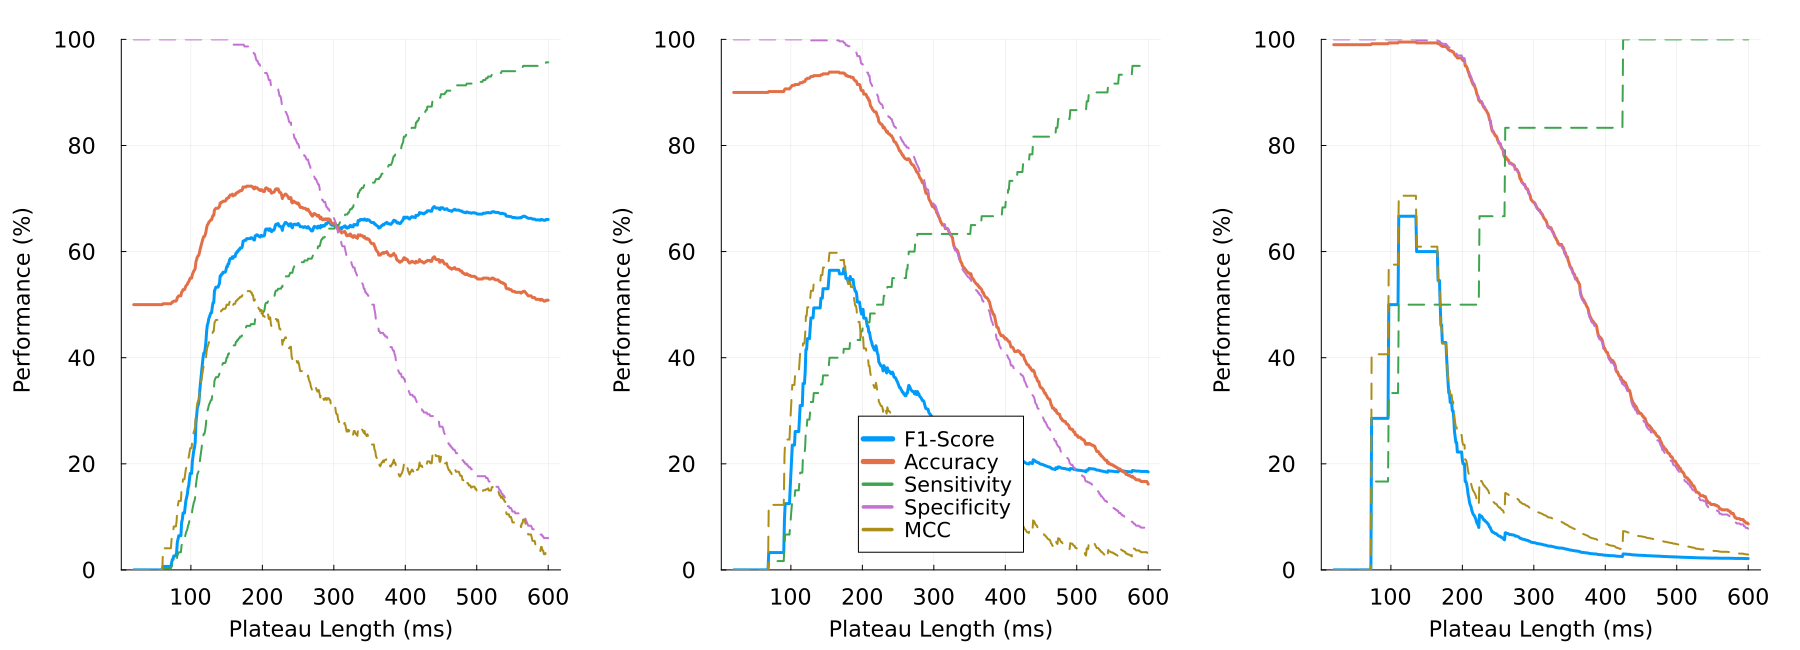 Performance (%)
100
80
60
40
20
0
100 200 300 400 500 600
Plateau Length (ms)
Performance (%)
100
80
60
40
20
0
100 200 300 400 500 600
Plateau Length (ms)
F1-Score
Accuracy
Sensitivity
Specificity
MCC
Performance (%)
100
80
60
40
20
0
100 200 300 400 500 600
Plateau Length (ms)